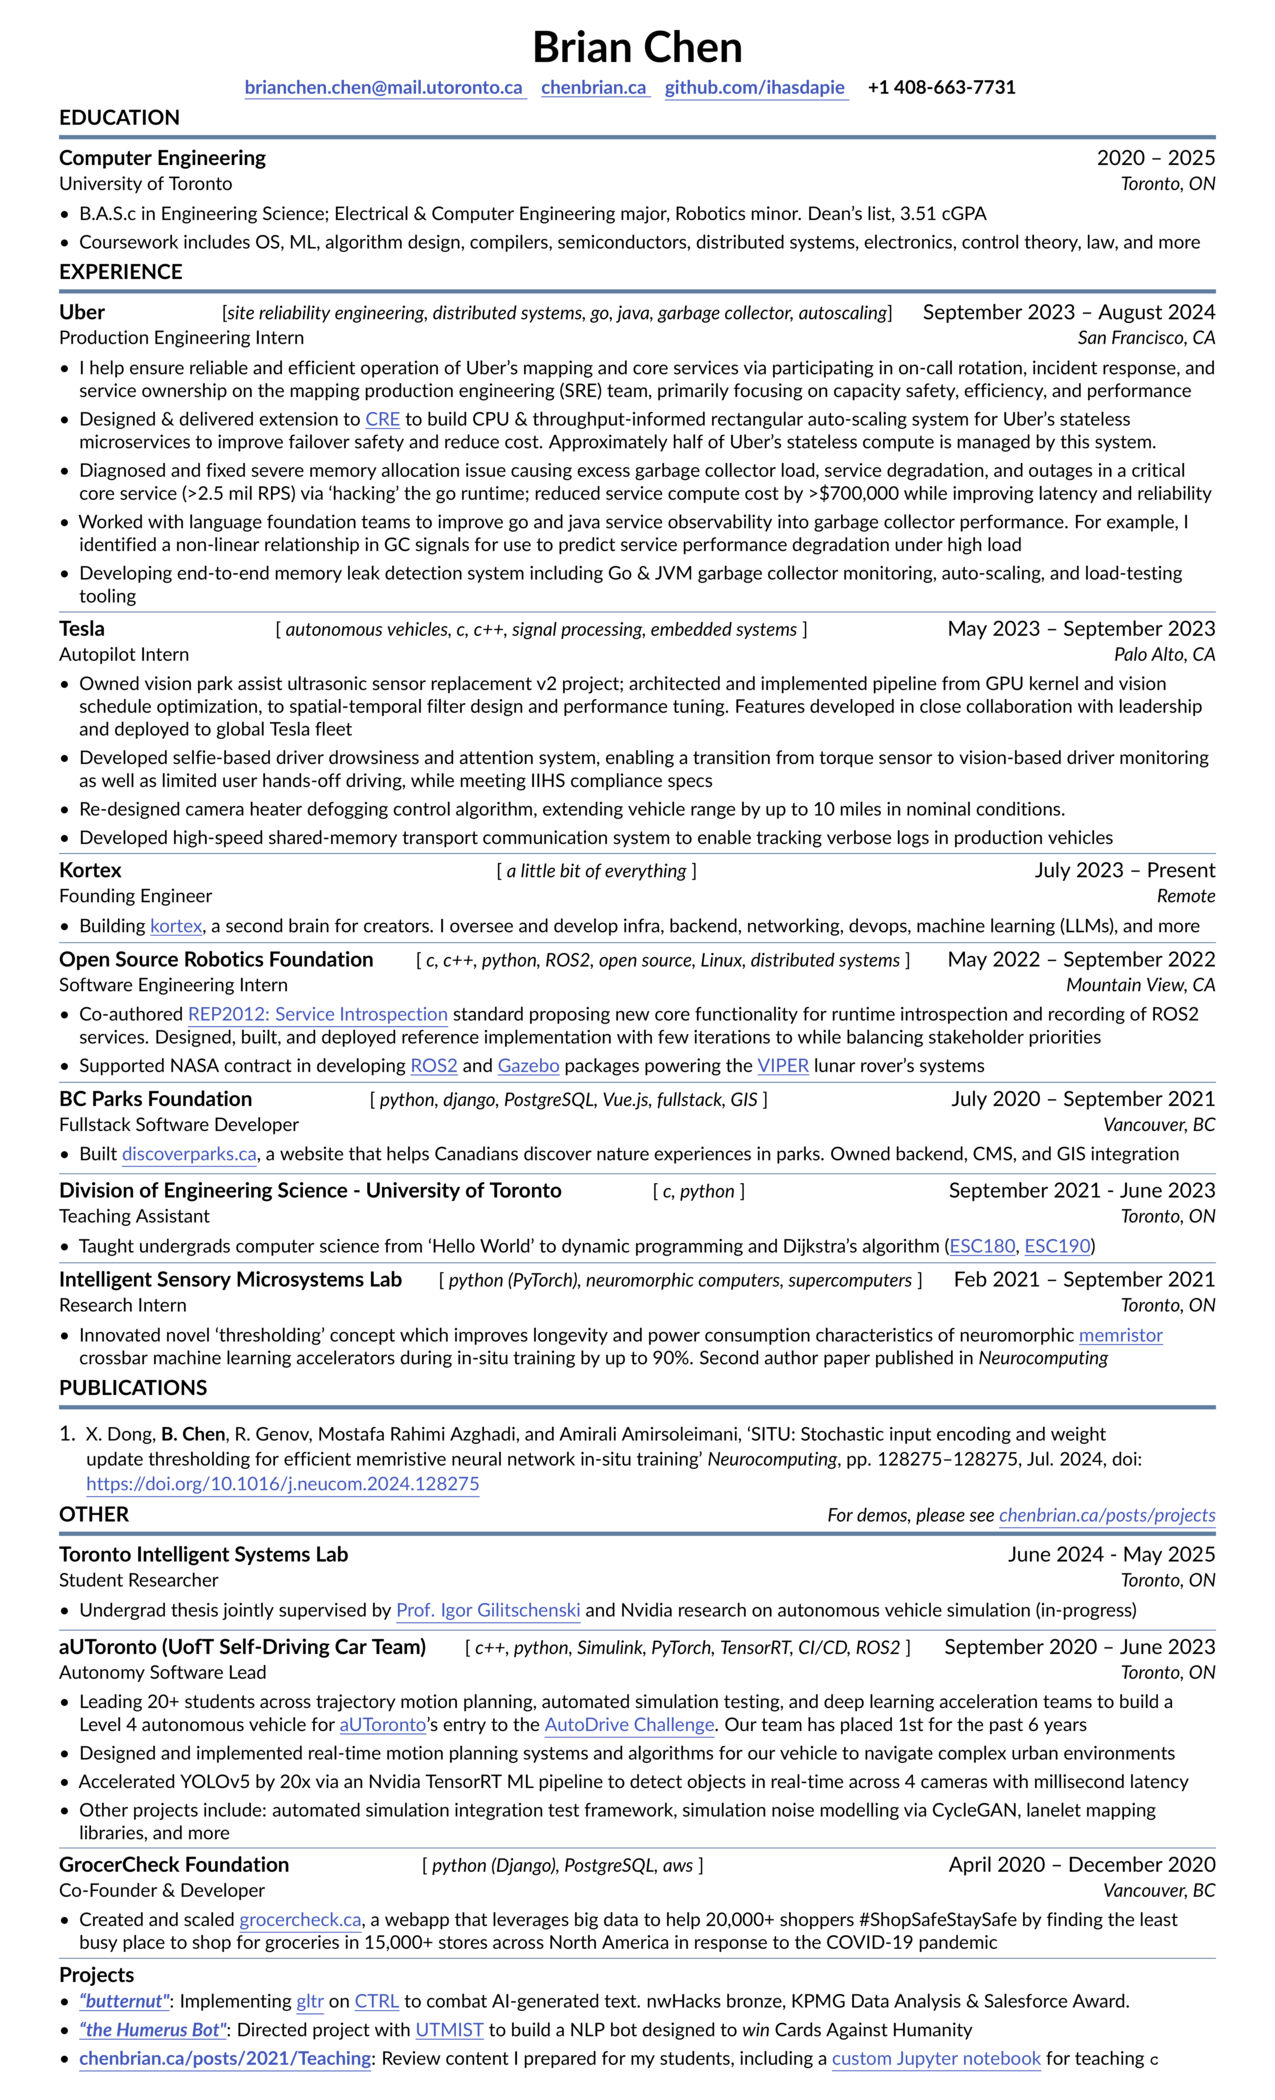 Brian Chen
brianchen.chen@mail.utoronto.ca chenbrian.ca github.com/ihasdapie +1 408-663-7731
EDUCATION
Computer Engineering 2020 – 2025
University of Toronto Toronto, ON
• B.A.S.c in Engineering Science; Electrical & Computer Engineering major, Robotics minor. Dean's list, 3.51 cGPA
• Coursework includes OS, ML, algorithm design, compilers, semiconductors, distributed systems, electronics, control theory, law, and more
EXPERIENCE
Uber [site reliability engineering, distributed systems, go, java, garbage collector, autoscaling] September 2023 – August 2024
Production Engineering Intern San Francisco, CA
• I help ensure reliable and efficient operation of Uber's mapping and core services via participating in on-call rotation, incident response, and
service ownership on the mapping production engineering (SRE) team, primarily focusing on capacity safety, efficiency, and performance
• Designed & delivered extension to CRE to build CPU & throughput-informed rectangular auto-scaling system for Uber's stateless
microservices to improve failover safety and reduce cost. Approximately half of Uber's stateless compute is managed by this system.
• Diagnosed and fixed severe memory allocation issue causing excess garbage collector load, service degradation, and outages in a critical
core service (>2.5 mil RPS) via 'hacking' the go runtime; reduced service compute cost by >$700,000 while improving latency and reliability
• Worked with language foundation teams to improve go and java service observability into garbage collector performance. For example, I
identified a non-linear relationship in GC signals for use to predict service performance degradation under high load
• Developing end-to-end memory leak detection system including Go & JVM garbage collector monitoring, auto-scaling, and load-testing
tooling
Tesla [ autonomous vehicles, c, c++, signal processing, embedded systems ] May 2023 – September 2023
Autopilot Intern Palo Alto, CA
• Owned vision park assist ultrasonic sensor replacement v2 project; architected and implemented pipeline from GPU kernel and vision
schedule optimization, to spatial-temporal filter design and performance tuning. Features developed in close collaboration with leadership
and deployed to global Tesla fleet
• Developed selfie-based driver drowsiness and attention system, enabling a transition from torque sensor to vision-based driver monitoring
as well as limited user hands-off driving, while meeting IIHS compliance specs
• Re-designed camera heater defogging control algorithm, extending vehicle range by up to 10 miles in nominal conditions.
• Developed high-speed shared-memory transport communication system to enable tracking verbose logs in production vehicles
Kortex [ a little bit of everything ] July 2023 – Present
Founding Engineer Remote
• Building kortex, a second brain for creators. I oversee and develop infra, backend, networking, devops, machine learning (LLMs), and more
Open Source Robotics Foundation [ c, c++, python, ROS2, open source, Linux, distributed systems ] May 2022 – September 2022
Software Engineering Intern Mountain View, CA
• Co-authored REP2012: Service Introspection standard proposing new core functionality for runtime introspection and recording of ROS2
services. Designed, built, and deployed reference implementation with few iterations to while balancing stakeholder priorities
• Supported NASA contract in developing ROS2 and Gazebo packages powering the VIPER lunar rover's systems
BC Parks Foundation [ python, django, PostgreSQL, Vue.js, fullstack, GIS ] July 2020 – September 2021
Fullstack Software Developer Vancouver, BC
• Built discoverparks.ca, a website that helps Canadians discover nature experiences in parks. Owned backend, CMS, and GIS integration
Division of Engineering Science - University of Toronto [ c, python ] September 2021 - June 2023
Teaching Assistant Toronto, ON
• Taught undergrads computer science from 'Hello World' to dynamic programming and Dijkstra's algorithm (ESC180, ESC190)
Intelligent Sensory Microsystems Lab [ python (PyTorch), neuromorphic computers, supercomputers ] Feb 2021 – September 2021
Research Intern Toronto, ON
• Innovated novel 'thresholding' concept which improves longevity and power consumption characteristics of neuromorphic memristor
crossbar machine learning accelerators during in-situ training by up to 90%. Second author paper published in Neurocomputing
PUBLICATIONS
1. X. Dong, B. Chen, R. Genov, Mostafa Rahimi Azghadi, and Amirali Amirsoleimani, 'SITU: Stochastic input encoding and weight
update thresholding for efficient memristive neural network in-situ training' Neurocomputing, pp. 128275–128275, Jul. 2024, doi:
https://doi.org/10.1016/j.neucom.2024.128275
OTHER For demos, please see chenbrian.ca/posts/projects
Toronto Intelligent Systems Lab June 2024 - May 2025
Student Researcher Toronto, ON
• Undergrad thesis jointly supervised by Prof. Igor Gilitschenski and Nvidia research on autonomous vehicle simulation (in-progress)
aUToronto (UofT Self-Driving Car Team) [ c++, python, Simulink, PyTorch, TensorRT, CI/CD, ROS2 ] September 2020 – June 2023
Autonomy Software Lead Toronto, ON
• Leading 20+ students across trajectory motion planning, automated simulation testing, and deep learning acceleration teams to build a
Level 4 autonomous vehicle for aUToronto's entry to the AutoDrive Challenge. Our team has placed 1st for the past 6 years
• Designed and implemented real-time motion planning systems and algorithms for our vehicle to navigate complex urban environments
• Accelerated YOLOv5 by 20x via an Nvidia TensorRT ML pipeline to detect objects in real-time across 4 cameras with millisecond latency
• Other projects include: automated simulation integration test framework, simulation noise modelling via CycleGAN, lanelet mapping
libraries, and more
GrocerCheck Foundation [ python (Django), PostgreSQL, aws ] April 2020 – December 2020
Co-Founder & Developer Vancouver, BC
• Created and scaled grocercheck.ca, a webapp that leverages big data to help 20,000+ shoppers #ShopSafeStaySafe by finding the least
busy place to shop for groceries in 15,000+ stores across North America in response to the COVID-19 pandemic
Projects
• "butternut": Implementing gltr on CTRL to combat AI-generated text. nwHacks bronze, KPMG Data Analysis & Salesforce Award.
• "the Humerus Bot": Directed project with UTMIST to build a NLP bot designed to win Cards Against Humanity
• chenbrian.ca/posts/2021/Teaching: Review content I prepared for my students, including a custom Jupyter notebook for teaching c